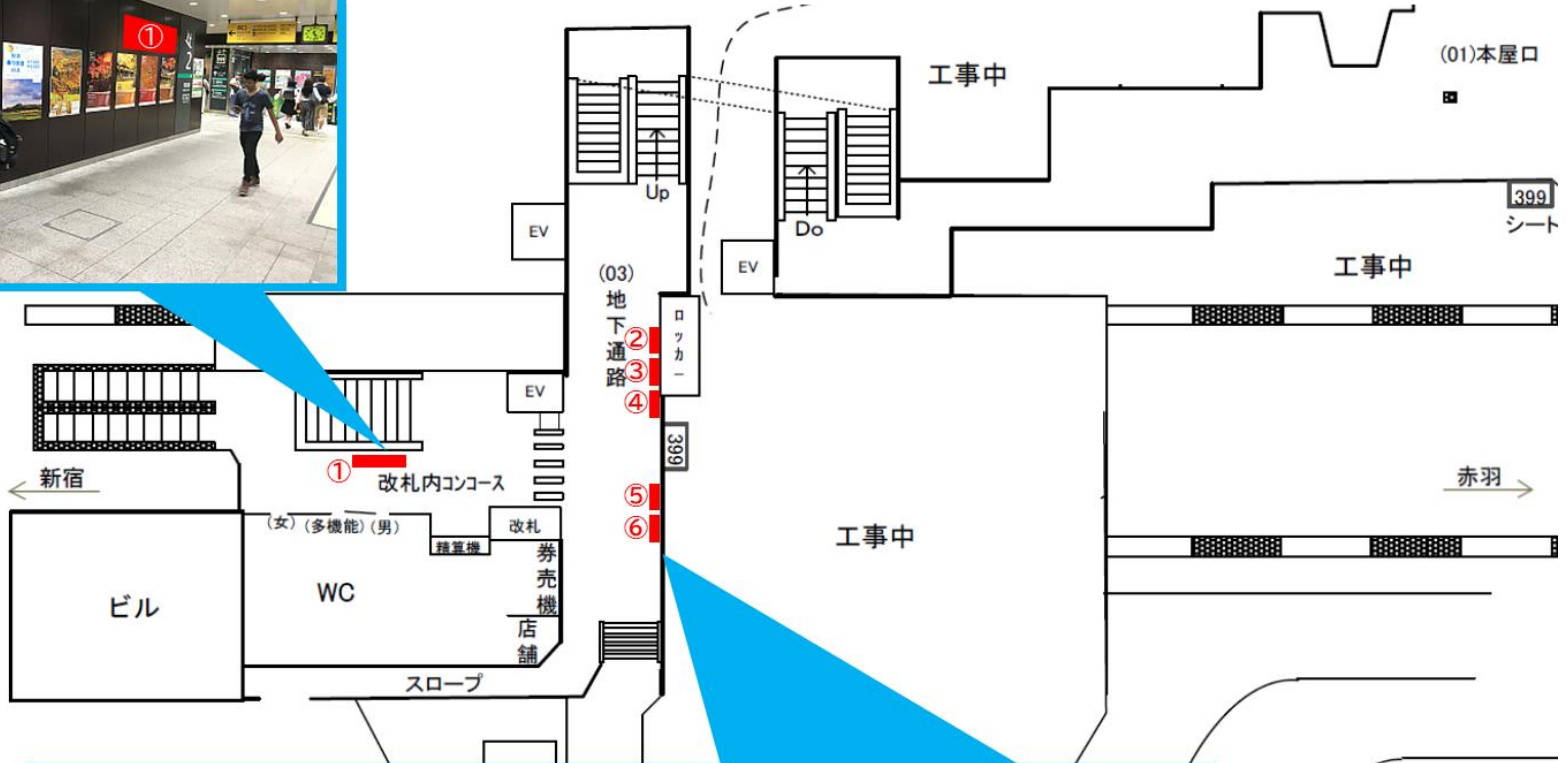 ①
2
工事中
(01)本屋口
Up
Do
399
シート
EV
EV
工事中
(03)
地下通路
ロッカー
②
③
④
EV
399
①
改札内コンコース
新宿
赤羽
⑤
⑥
(女)
(多機能)
(男)
改札
精算機
券売機
工事中
WC
ビル
店舗
スロープ